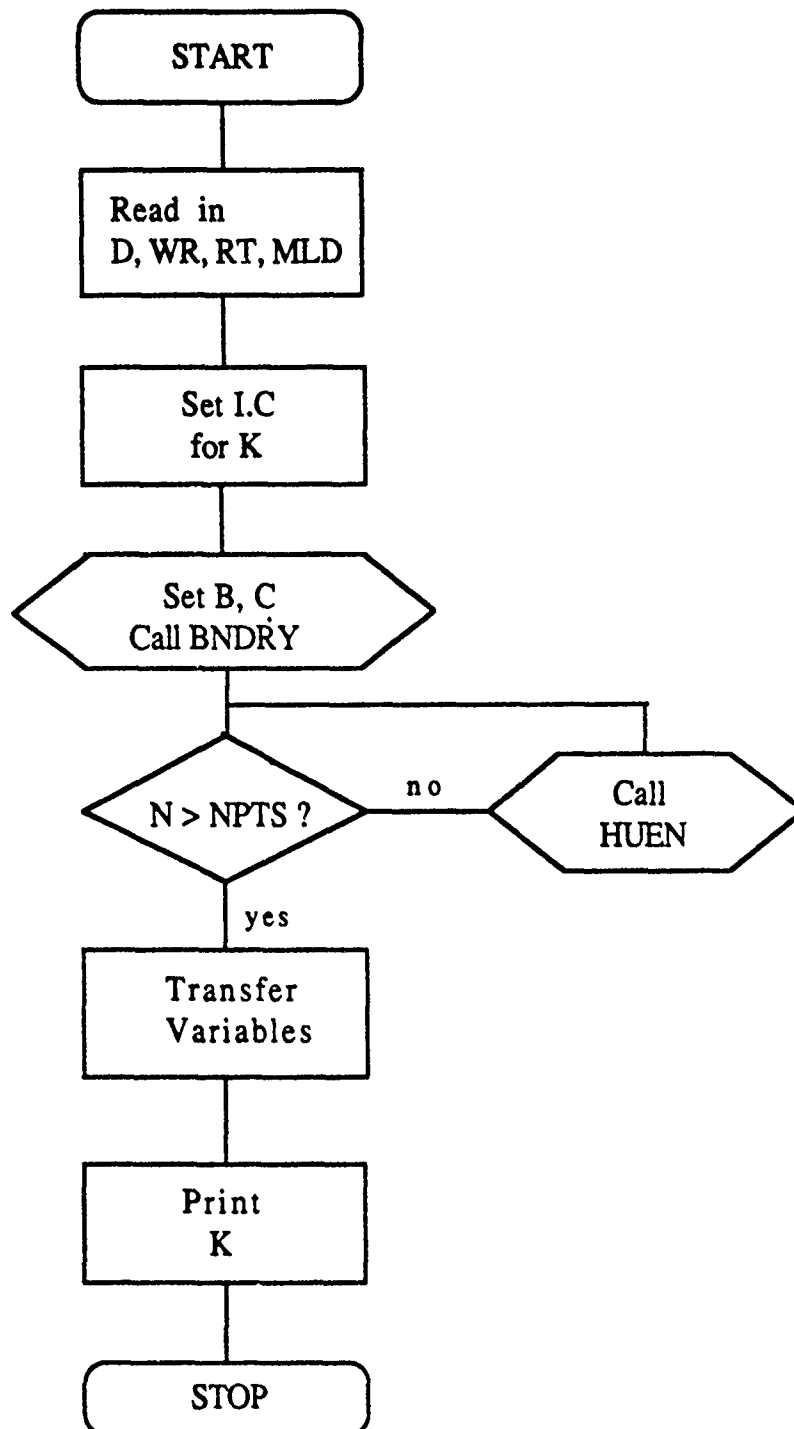 START
Read in
D, WR, RT, MLD
Set I.C
for K
Set B, C
Call BNDRY
N > NPTS ?
no
Call
HUEN
yes
Transfer
Variables
Print
K
STOP